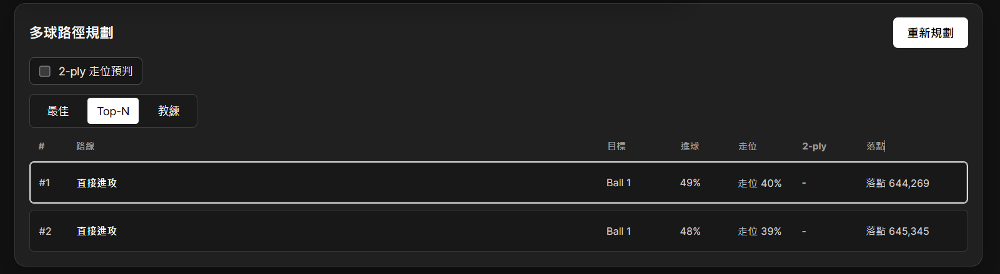 多球路徑規劃
重新規劃
2-ply 走位預判
最佳 Top-N 教練
# 路線 目標 進球 走位 2-ply 落點
#1 直接進攻 Ball 1 49% 走位 40% - 落點 644,269
#2 直接進攻 Ball 1 48% 走位 39% - 落點 645,345